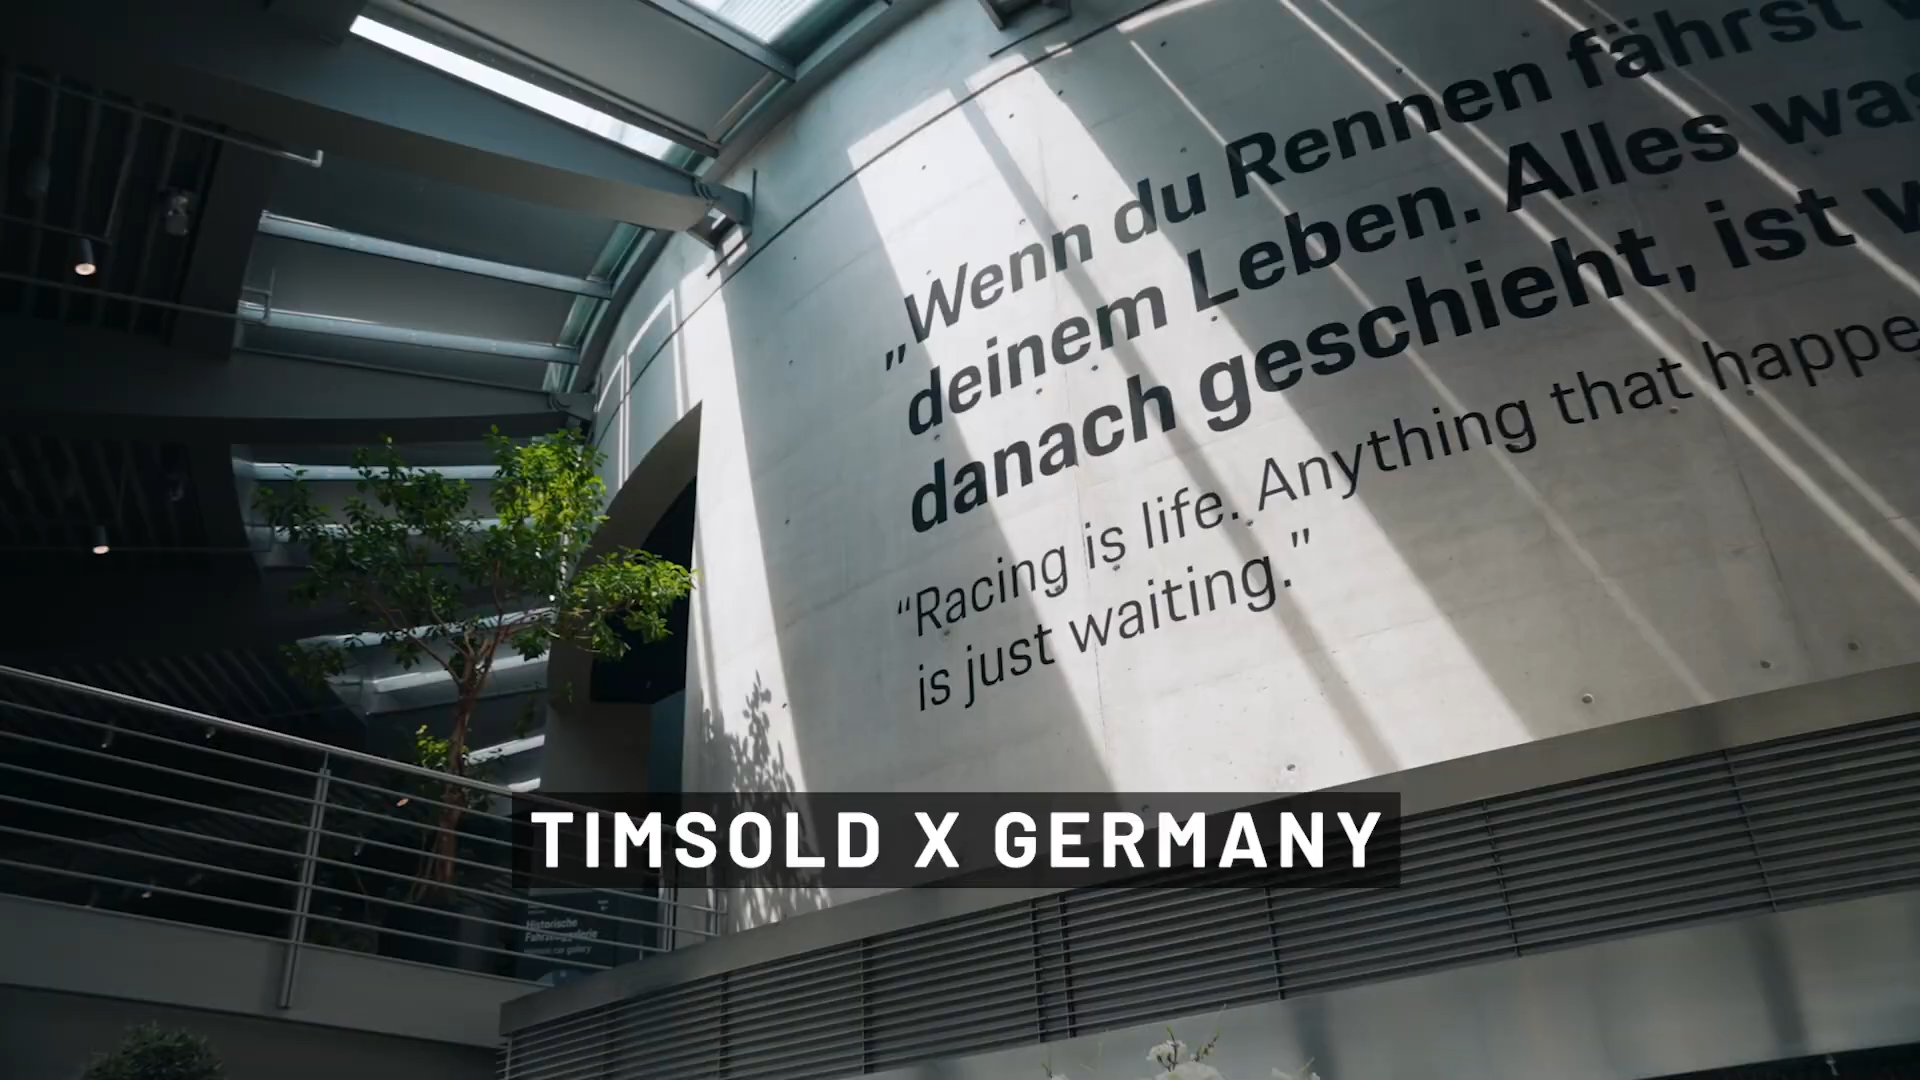 „Wenn du Rennen fährst
deinem Leben. Alles was
danach geschieht, ist
“Racing is life. Anything that happe
is just waiting.”
TIMSOLD X GERMANY
Historische